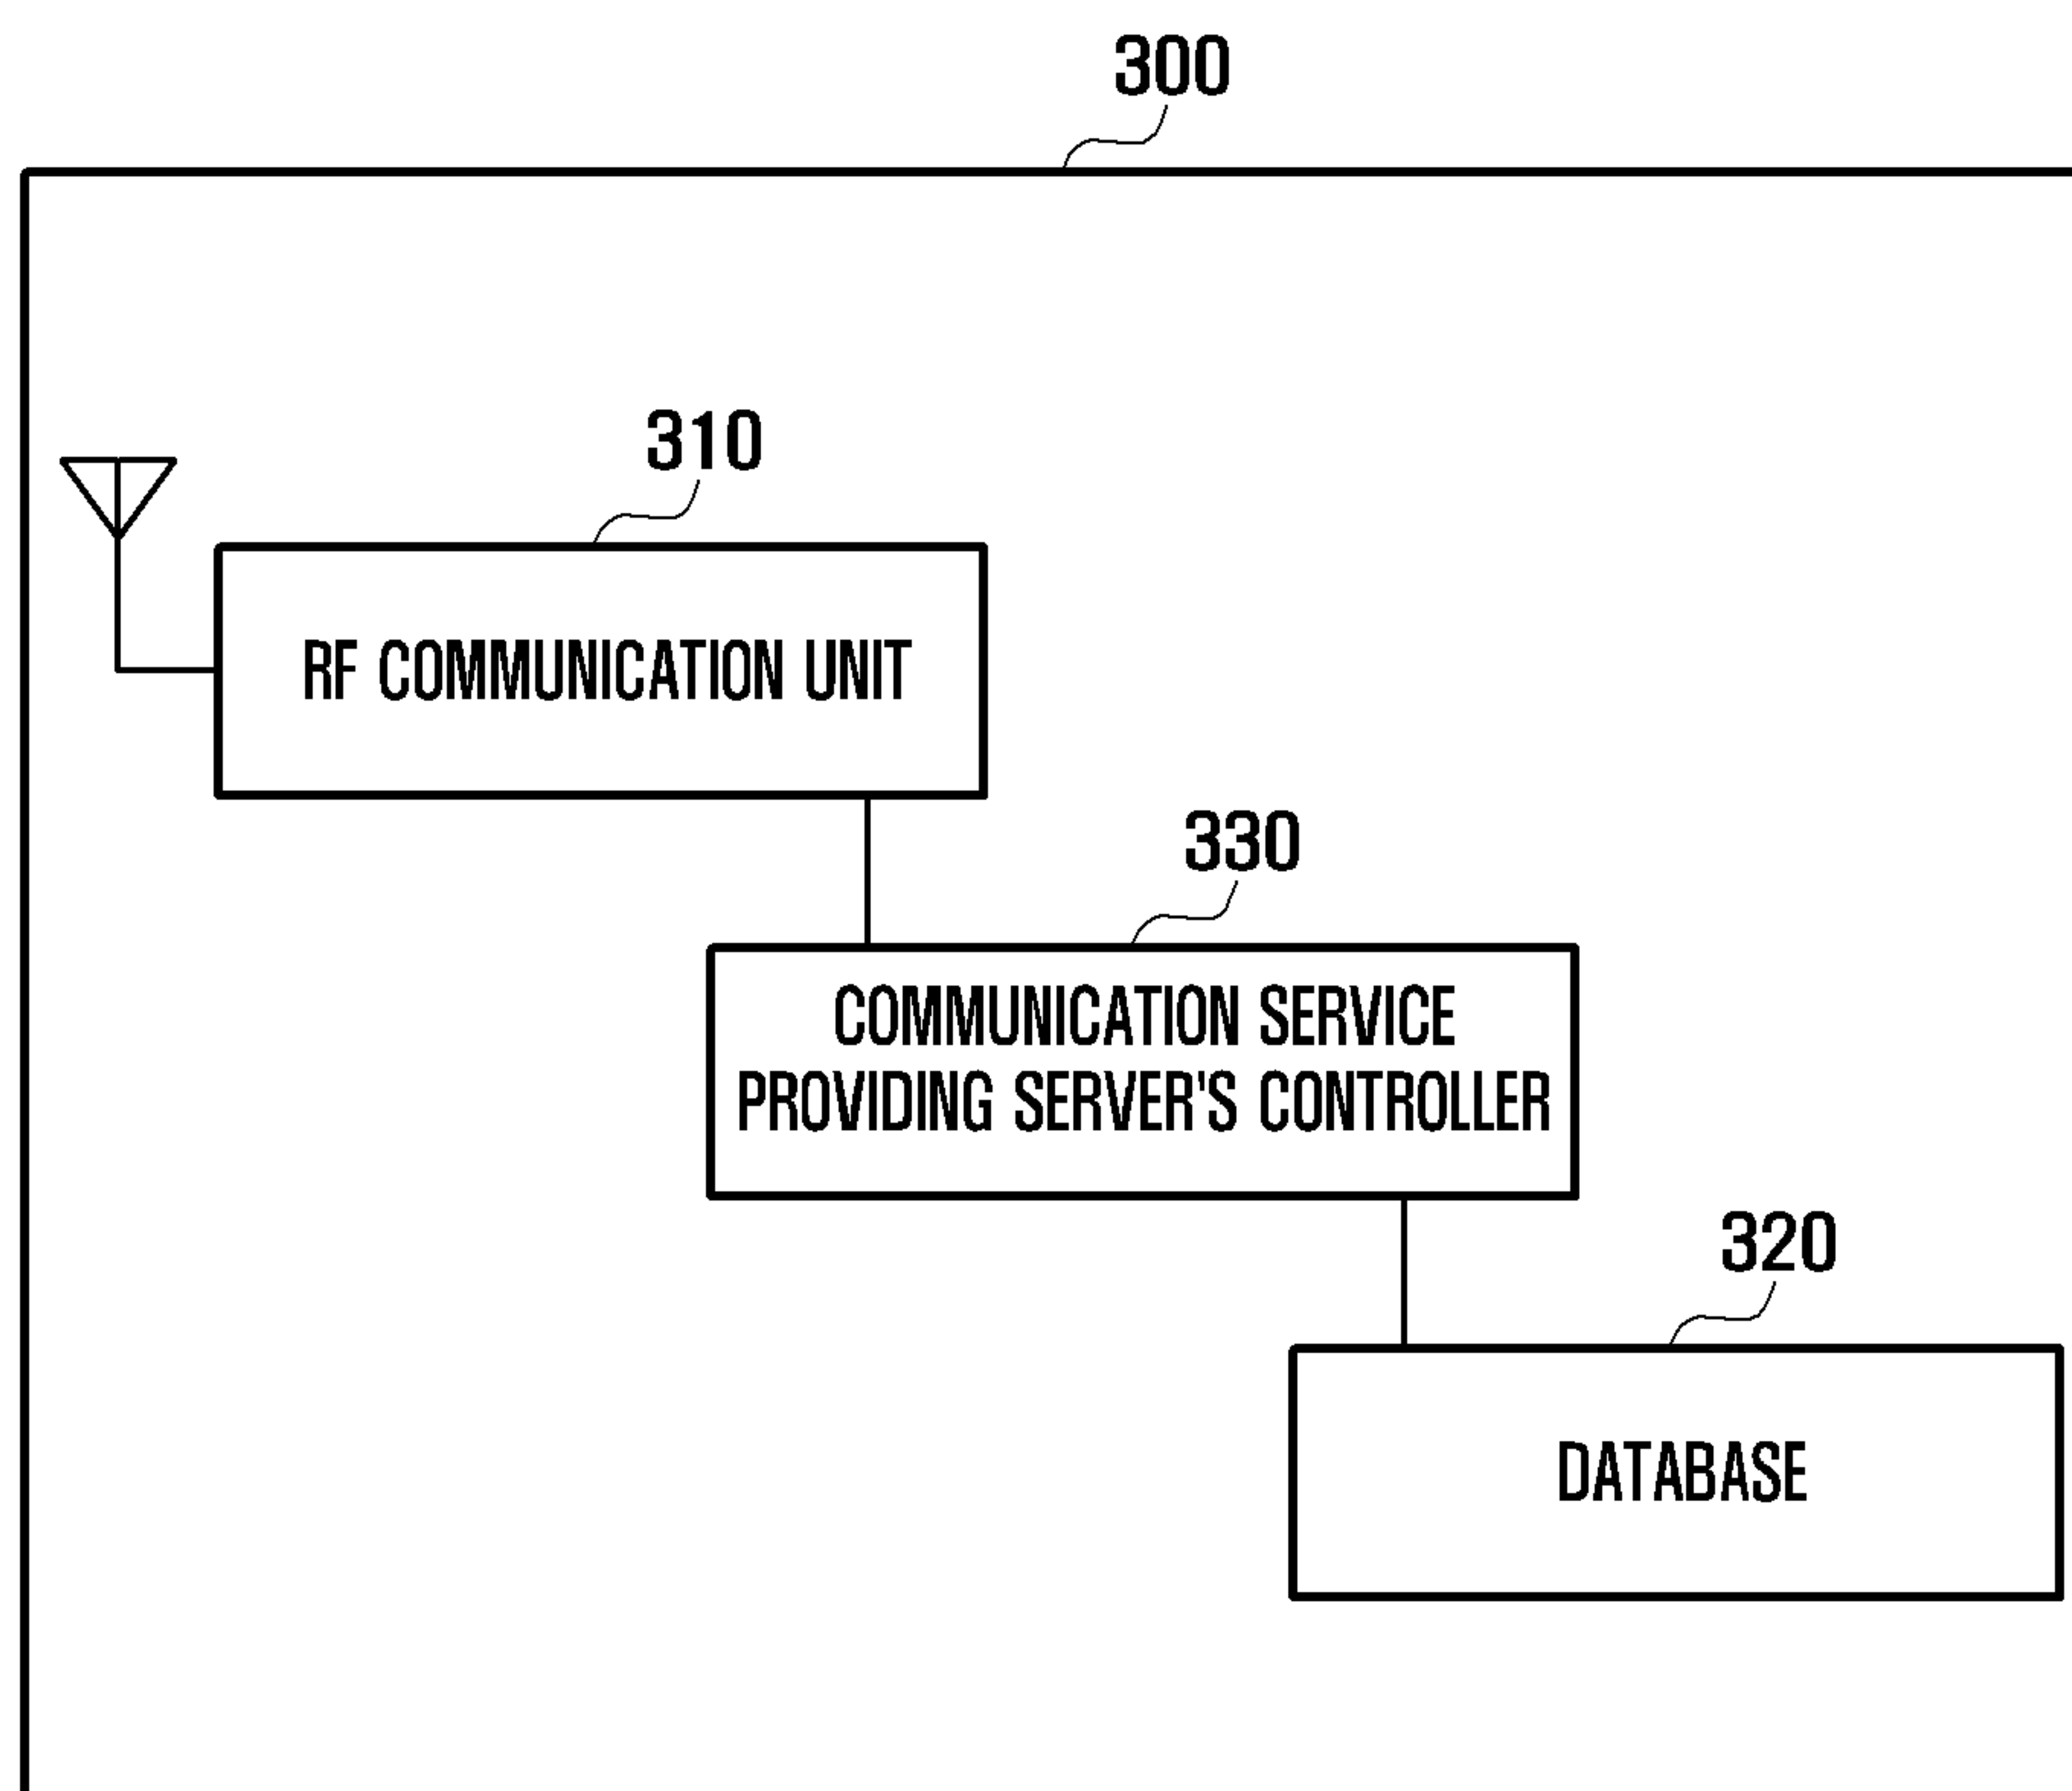 300
310
RF COMMUNICATION UNIT
330
COMMUNICATION SERVICE
PROVIDING SERVER'S CONTROLLER
320
DATABASE